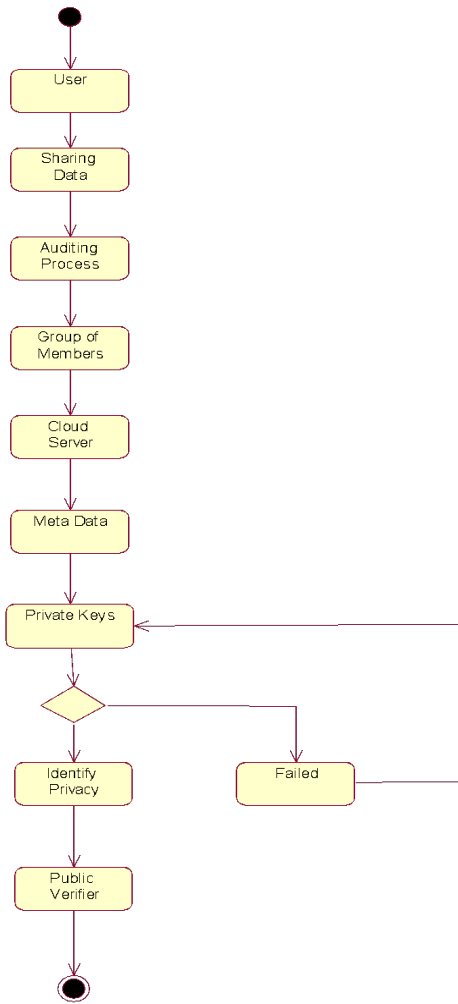 User
Sharing
Data
Auditing
Process
Group of
Members
Cloud
Server
Meta Data
Private Keys
Identify
Privacy
Failed
Public
Verifier